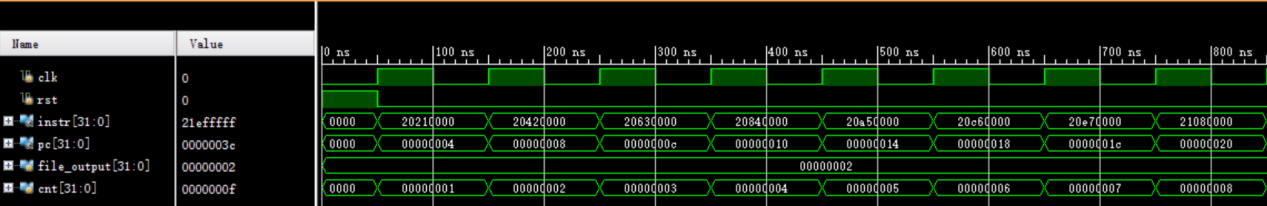 Name Value 0 ns 100 ns 200 ns 300 ns 400 ns 500 ns 600 ns 700 ns 800 ns
clk 0
rst 0
instr[31:0] 21efffff 0000 20210000 20420000 20630000 20840000 20a50000 20c60000 20e70000 21080000
pc[31:0] 0000003c 0000 00000004 00000008 0000000c 00000010 00000014 00000018 0000001c 00000020
file_output[31:0] 00000002 00000002
cnt[31:0] 0000000f 0000 00000001 00000002 00000003 00000004 00000005 00000006 00000007 00000008